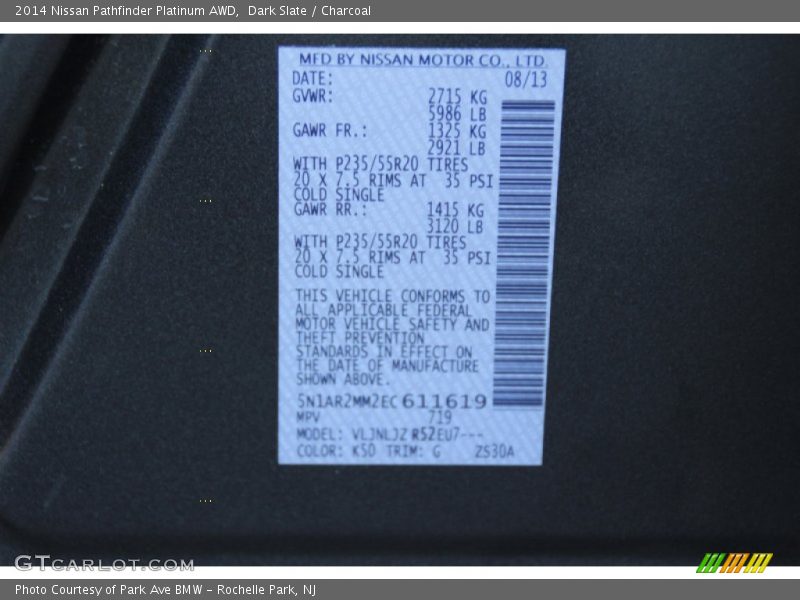 2014 Nissan Pathfinder Platinum AWD,  Dark Slate / Charcoal
MFD BY NISSAN MOTOR CO., LTD.
DATE: 08/13
GVWR: 2715 KG
5986 LB
GAWR FR.: 1325 KG
2921 LB
WITH P235/55R20 TIRES
20 X 7.5 RIMS AT 35 PSI
COLD SINGLE
GAWR RR.: 1415 KG
3120 LB
WITH P235/55R20 TIRES
20 X 7.5 RIMS AT 35 PSI
COLD SINGLE
THIS VEHICLE CONFORMS TO
ALL APPLICABLE FEDERAL
MOTOR VEHICLE SAFETY AND
THEFT PREVENTION
STANDARDS IN EFFECT ON
THE DATE OF MANUFACTURE
SHOWN ABOVE.
5N1AR2MM2EC611619
MPV 719
MODEL: VLJNLJZ R52EU7---
COLOR: K50 TRIM: G ZS30A
GTCARLOT.COM
Photo Courtesy of Park Ave BMW - Rochelle Park, NJ